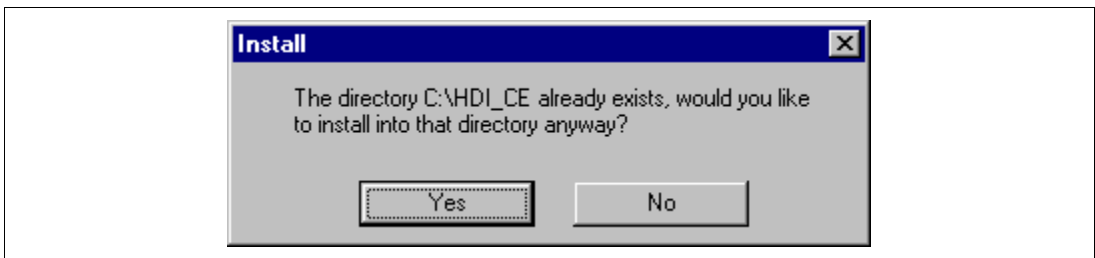 Install
The directory C:\HDI_CE already exists, would you like
to install into that directory anyway?
Yes No